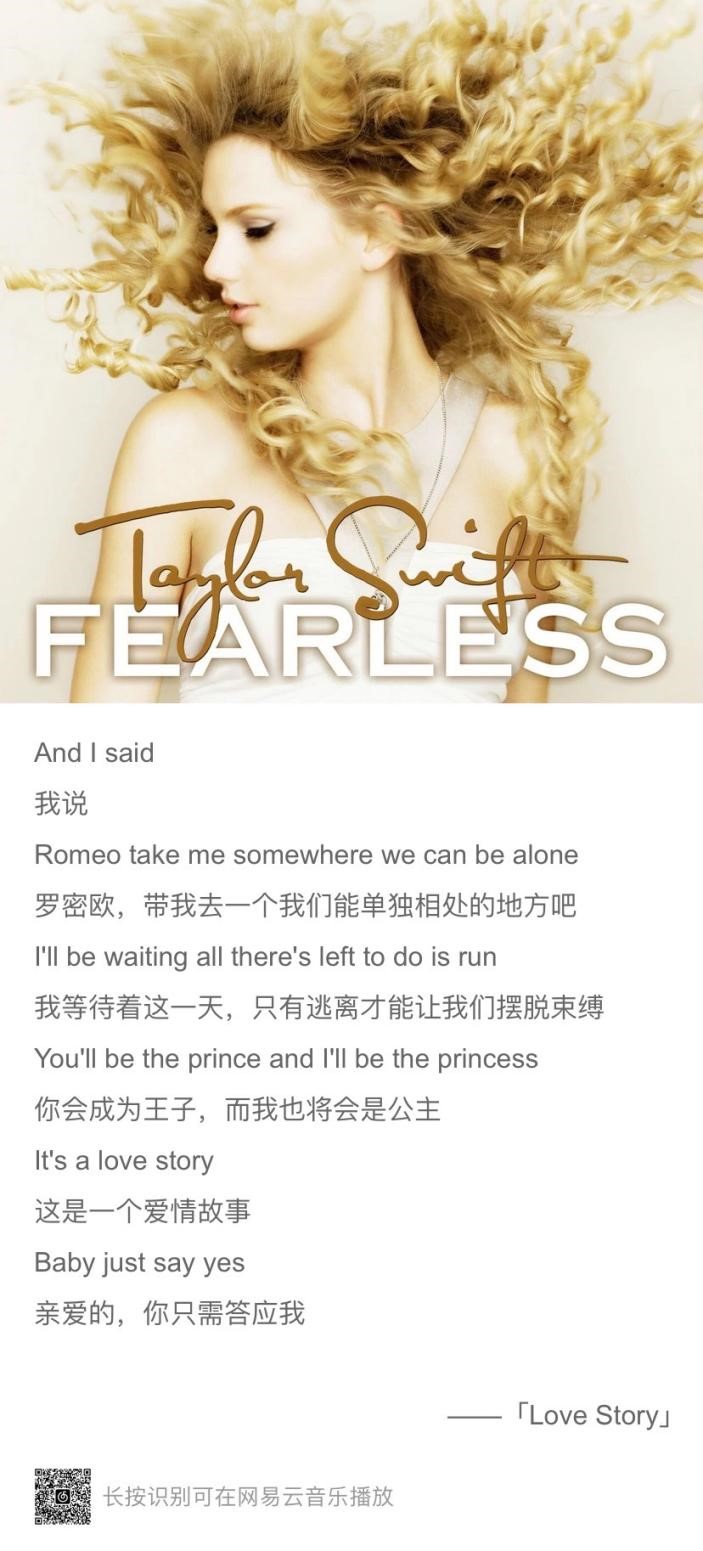 Taylor Swift
FEARLESS
And I said
我说
Romeo take me somewhere we can be alone
罗密欧，带我去一个我们能单独相处的地方吧
I'll be waiting all there's left to do is run
我等待着这一天，只有逃离才能让我们摆脱束缚
You'll be the prince and I'll be the princess
你会成为王子，而我也将会是公主
It's a love story
这是一个爱情故事
Baby just say yes
亲爱的，你只需答应我
——「Love Story」
长按识别可在网易云音乐播放